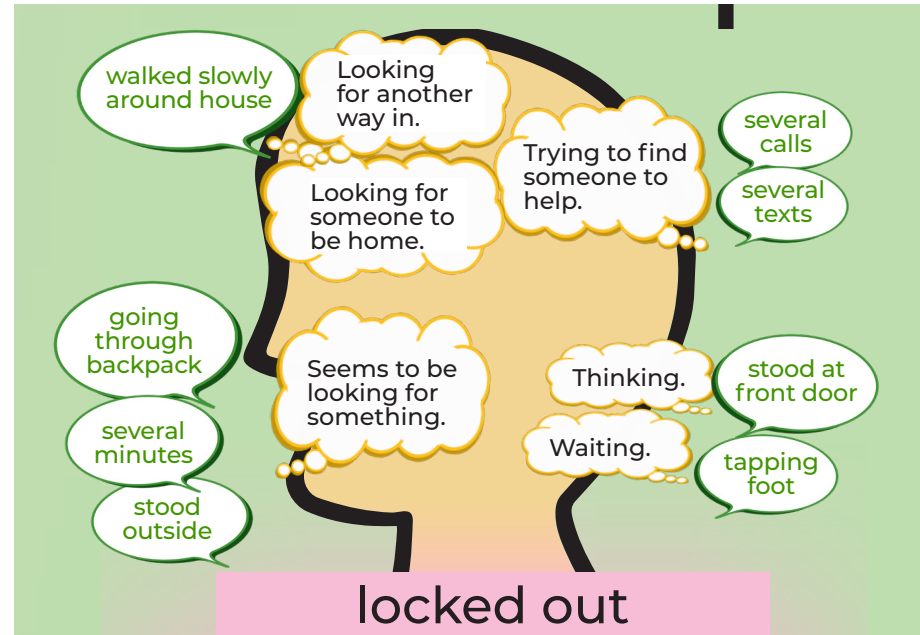 walked slowly
around house
Looking
for another
way in.
Looking for
someone to
be home.
Trying to find
someone to
help.
several
calls
several
texts
going
through
backpack
several
minutes
stood
outside
Seems to be
looking for
something.
Thinking.
Waiting.
stood at
front door
tapping
foot
locked out